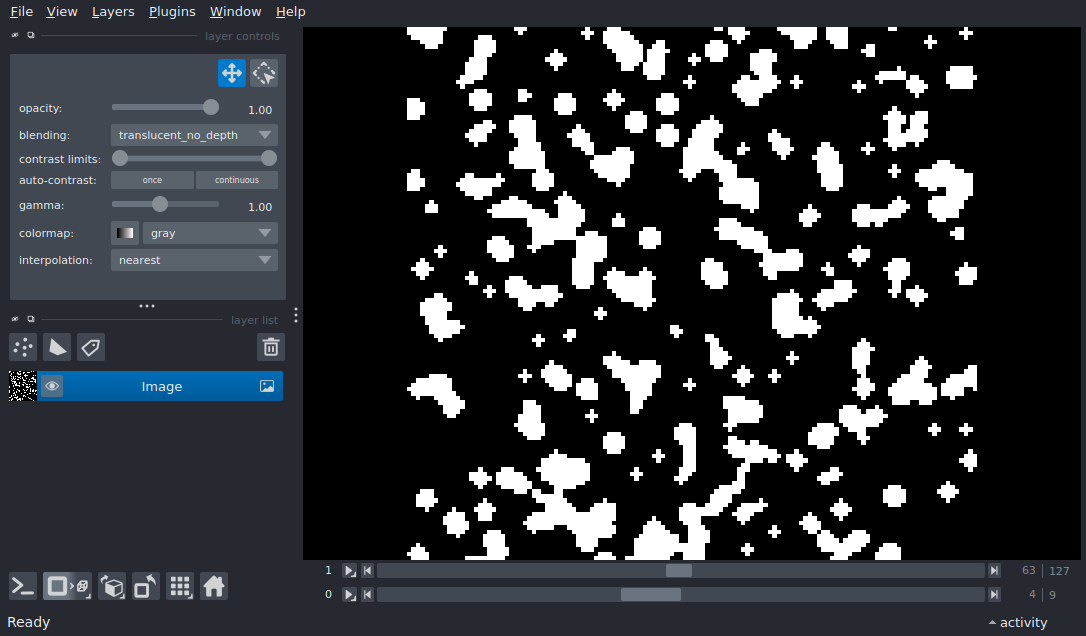 File View Layers Plugins Window Help
layer controls
opacity: 1.00
blending: translucent_no_depth
contrast limits:
auto-contrast: once continuous
gamma: 1.00
colormap: gray
interpolation: nearest
layer list
Image
1 63 127
0 4 9
Ready activity